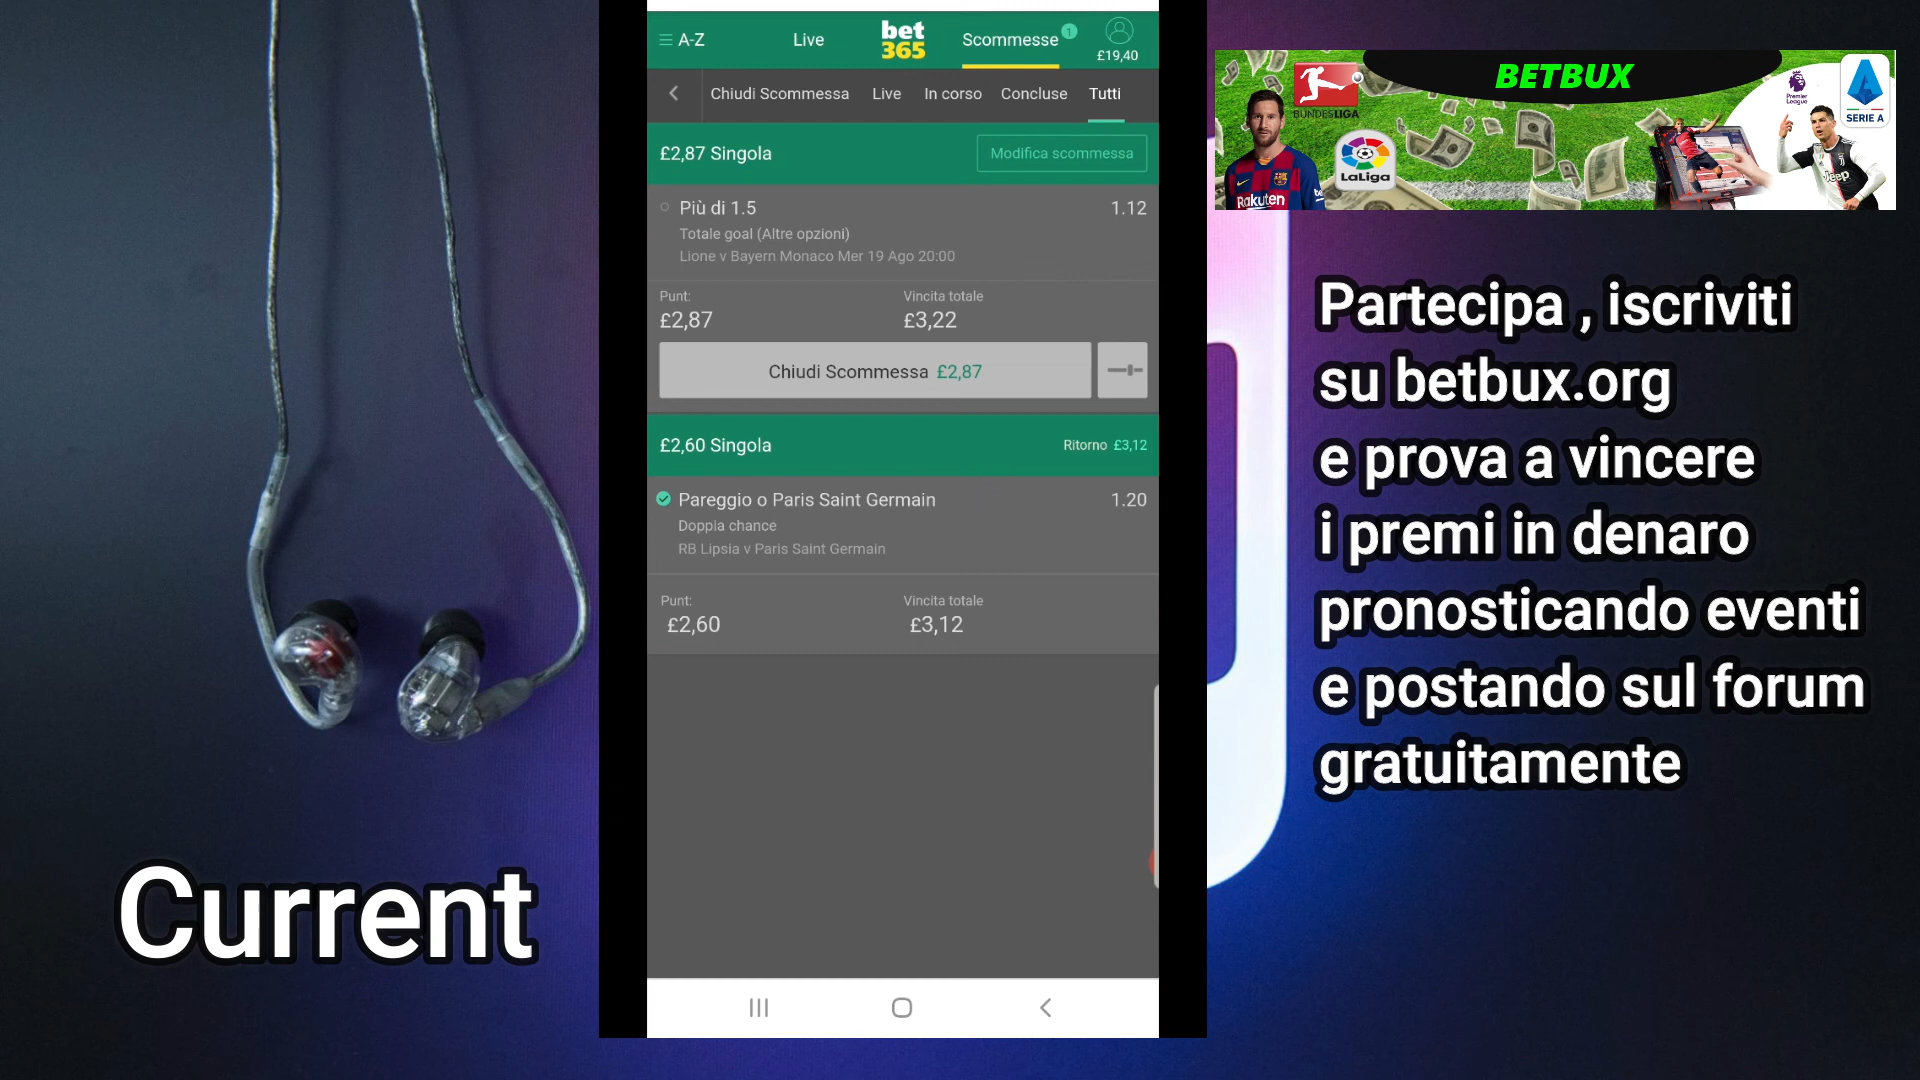 A-Z
Live
bet
365
Scommesse
1
£19,40
Chiudi Scommessa
Live
In corso
Concluse
Tutti
£2,87 Singola
Modifica scommessa
Più di 1.5
1.12
Totale goal (Altre opzioni)
Lione v Bayern Monaco Mer 19 Ago 20:00
Punt:
Vincita totale
£2,87
£3,22
Chiudi Scommessa £2,87
£2,60 Singola
Ritorno £3,12
Pareggio o Paris Saint Germain
1.20
Doppia chance
RB Lipsia v Paris Saint Germain
Punt:
Vincita totale
£2,60
£3,12
Current
BETBUX
BUNDESLIGA
LaLiga
Rakuten
Premier
League
SERIE A
Jeep
Partecipa , iscriviti
su betbux.org
e prova a vincere
i premi in denaro
pronosticando eventi
e postando sul forum
gratuitamente